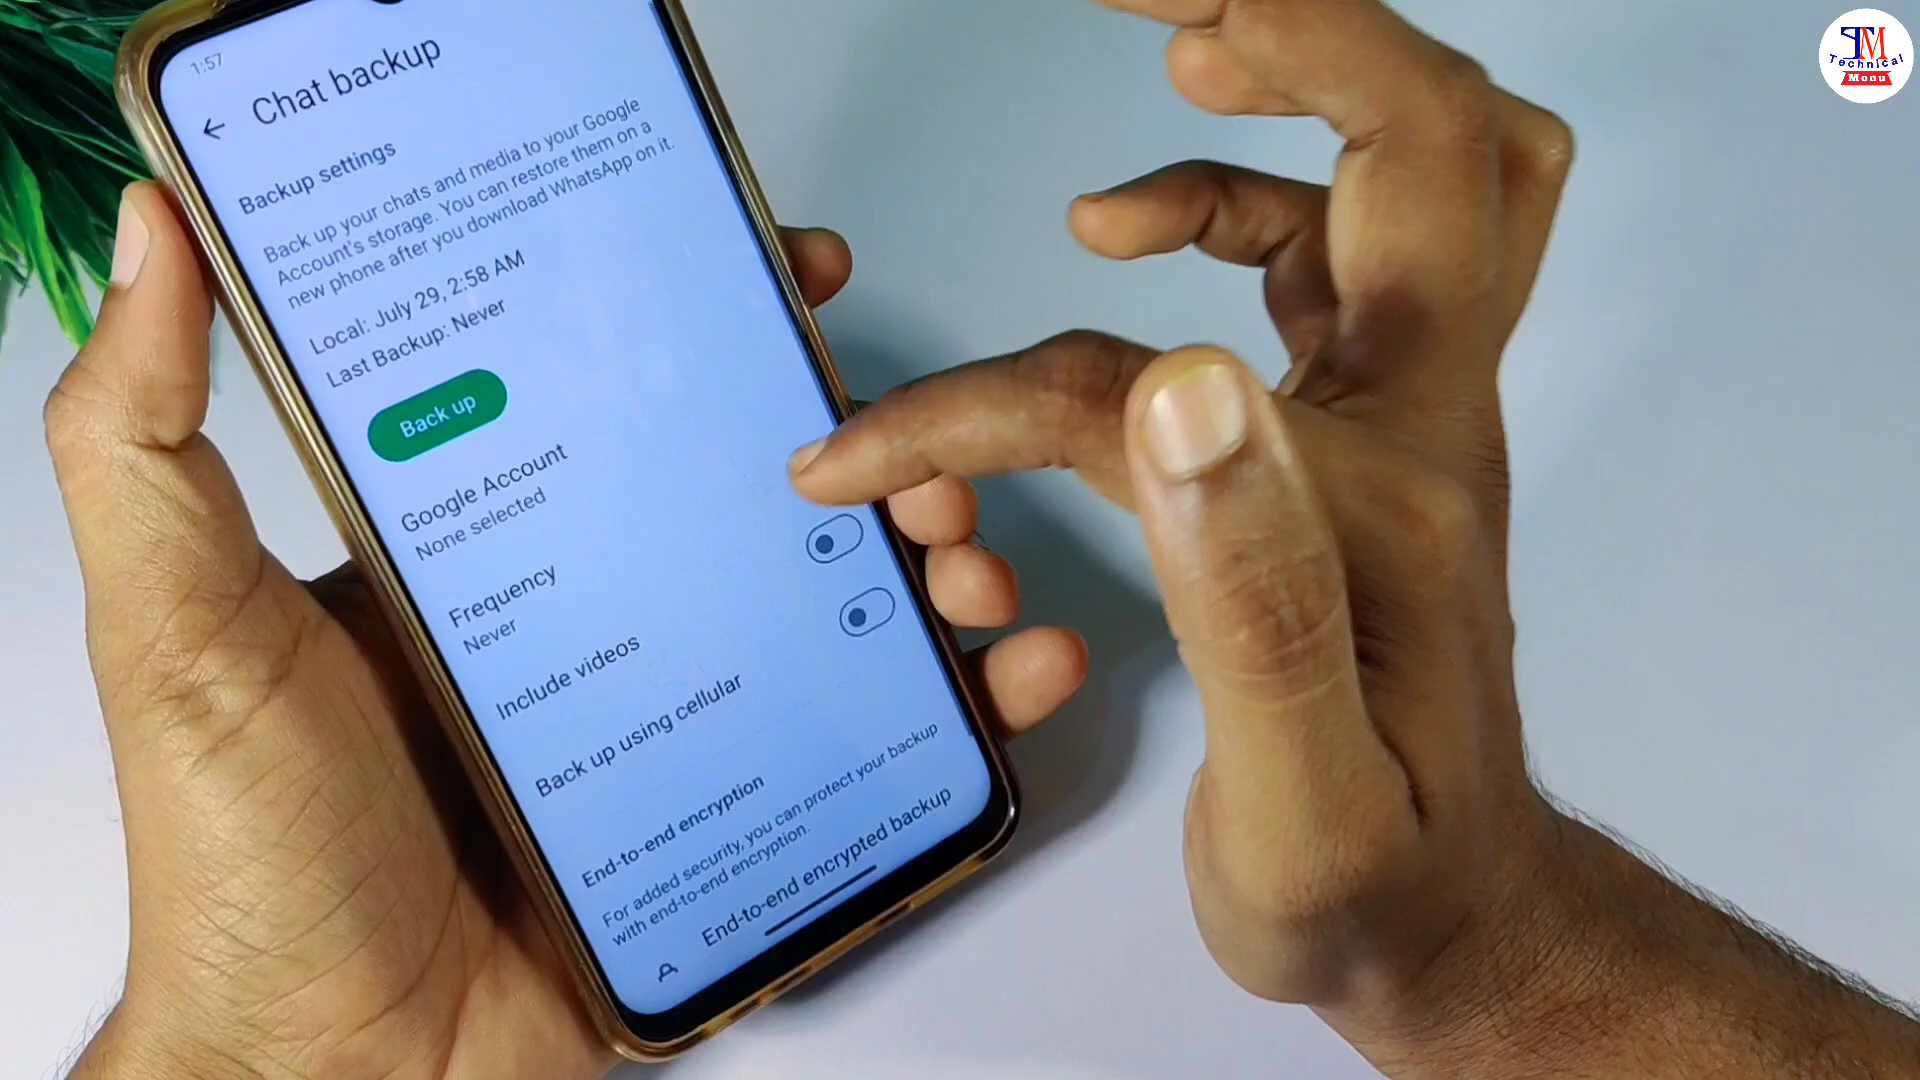 1:57
Chat backup
Backup settings
Back up your chats and media to your Google
Account's storage. You can restore them on a
new phone after you download WhatsApp on it.
Local: July 29, 2:58 AM
Last Backup: Never
Back up
Google Account
None selected
Frequency
Never
Include videos
Back up using cellular
End-to-end encryption
For added security, you can protect your backup
with end-to-end encryption.
End-to-end encrypted backup
TM
Technical
Monu